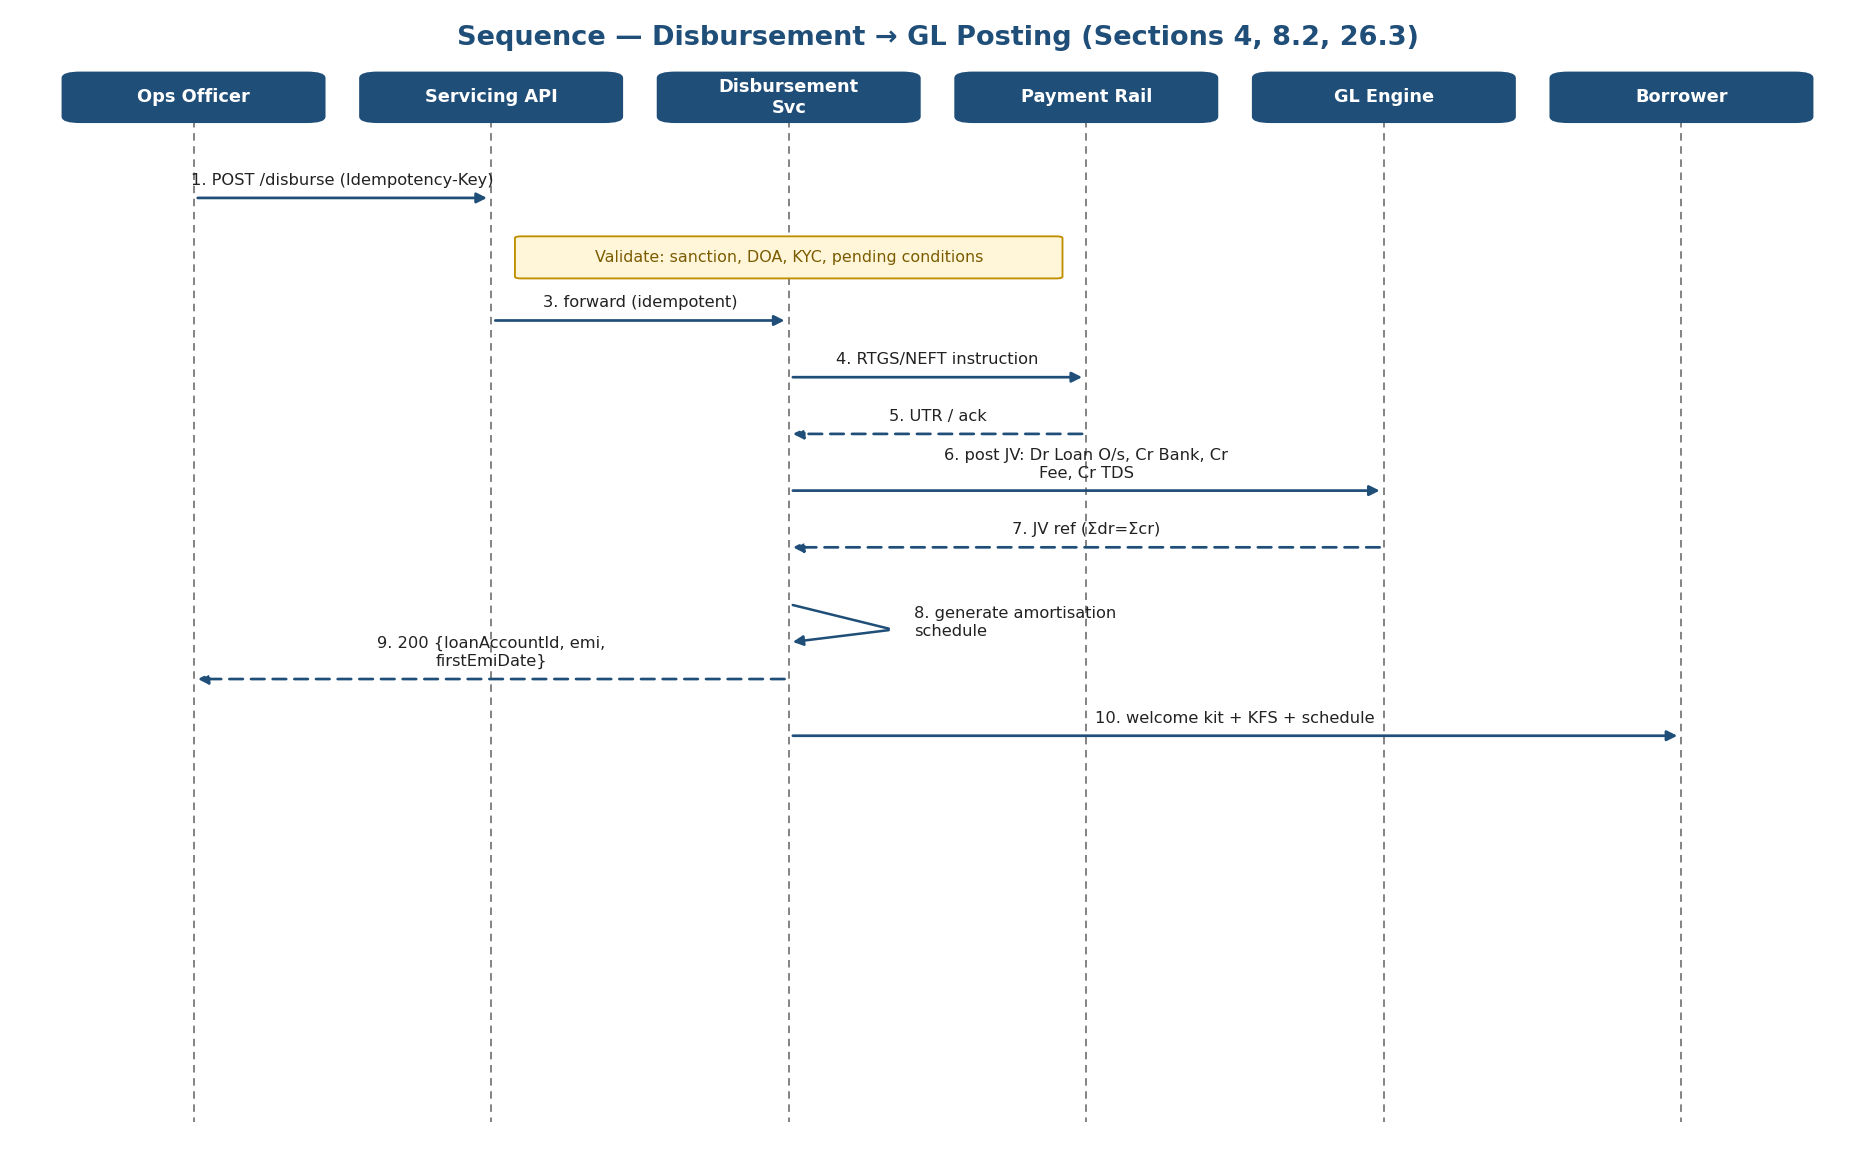 Sequence — Disbursement → GL Posting (Sections 4, 8.2, 26.3)
Ops Officer
Servicing API
Disbursement
Svc
Payment Rail
GL Engine
Borrower
1. POST /disburse (Idempotency-Key)
Validate: sanction, DOA, KYC, pending conditions
3. forward (idempotent)
4. RTGS/NEFT instruction
5. UTR / ack
6. post JV: Dr Loan O/s, Cr Bank, Cr
Fee, Cr TDS
7. JV ref (Σdr=Σcr)
8. generate amortisation
schedule
9. 200 {loanAccountId, emi,
firstEmiDate}
10. welcome kit + KFS + schedule